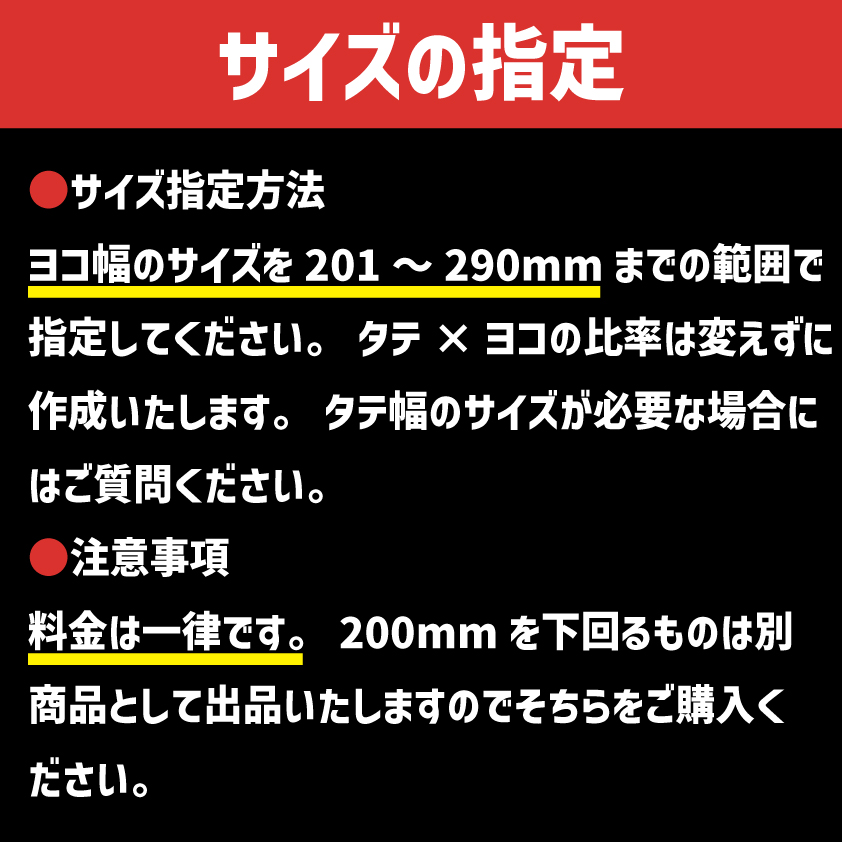 サイズの指定
●サイズ指定方法
ヨコ幅のサイズを 201 ～ 290mm までの範囲で
指定してください。 タテ × ヨコの比率は変えずに
作成いたします。 タテ幅のサイズが必要な場合に
はご質問ください。
●注意事項
料金は一律です。 200mm を下回るものは別
商品として出品いたしますのでそちらをご購入く
ださい。